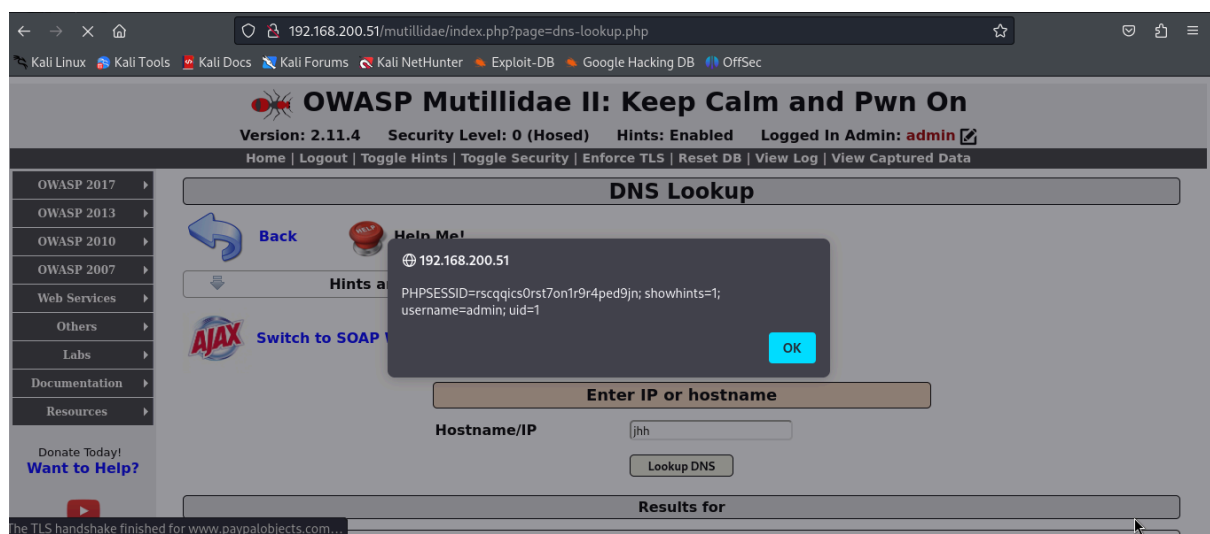 192.168.200.51/mutillidae/index.php?page=dns-lookup.php
Kali Linux Kali Tools Kali Docs Kali Forums Kali NetHunter Exploit-DB Google Hacking DB OffSec
OWASP Mutillidae II: Keep Calm and Pwn On
Version: 2.11.4 Security Level: 0 (Hosed) Hints: Enabled Logged In Admin: admin
Home | Logout | Toggle Hints | Toggle Security | Enforce TLS | Reset DB | View Log | View Captured Data
OWASP 2017
OWASP 2013
OWASP 2010
OWASP 2007
Web Services
Others
Labs
Documentation
Resources
Donate Today!
Want to Help?
DNS Lookup
Back
HELP
Help Me!
Hints a
AJAX
Switch to SOAP
192.168.200.51
PHPSESSID=rscqqics0rst7on1r9r4ped9jn; showhints=1;
username=admin; uid=1
OK
Enter IP or hostname
Hostname/IP jhh
Lookup DNS
Results for
The TLS handshake finished for www.paypalobjects.com...